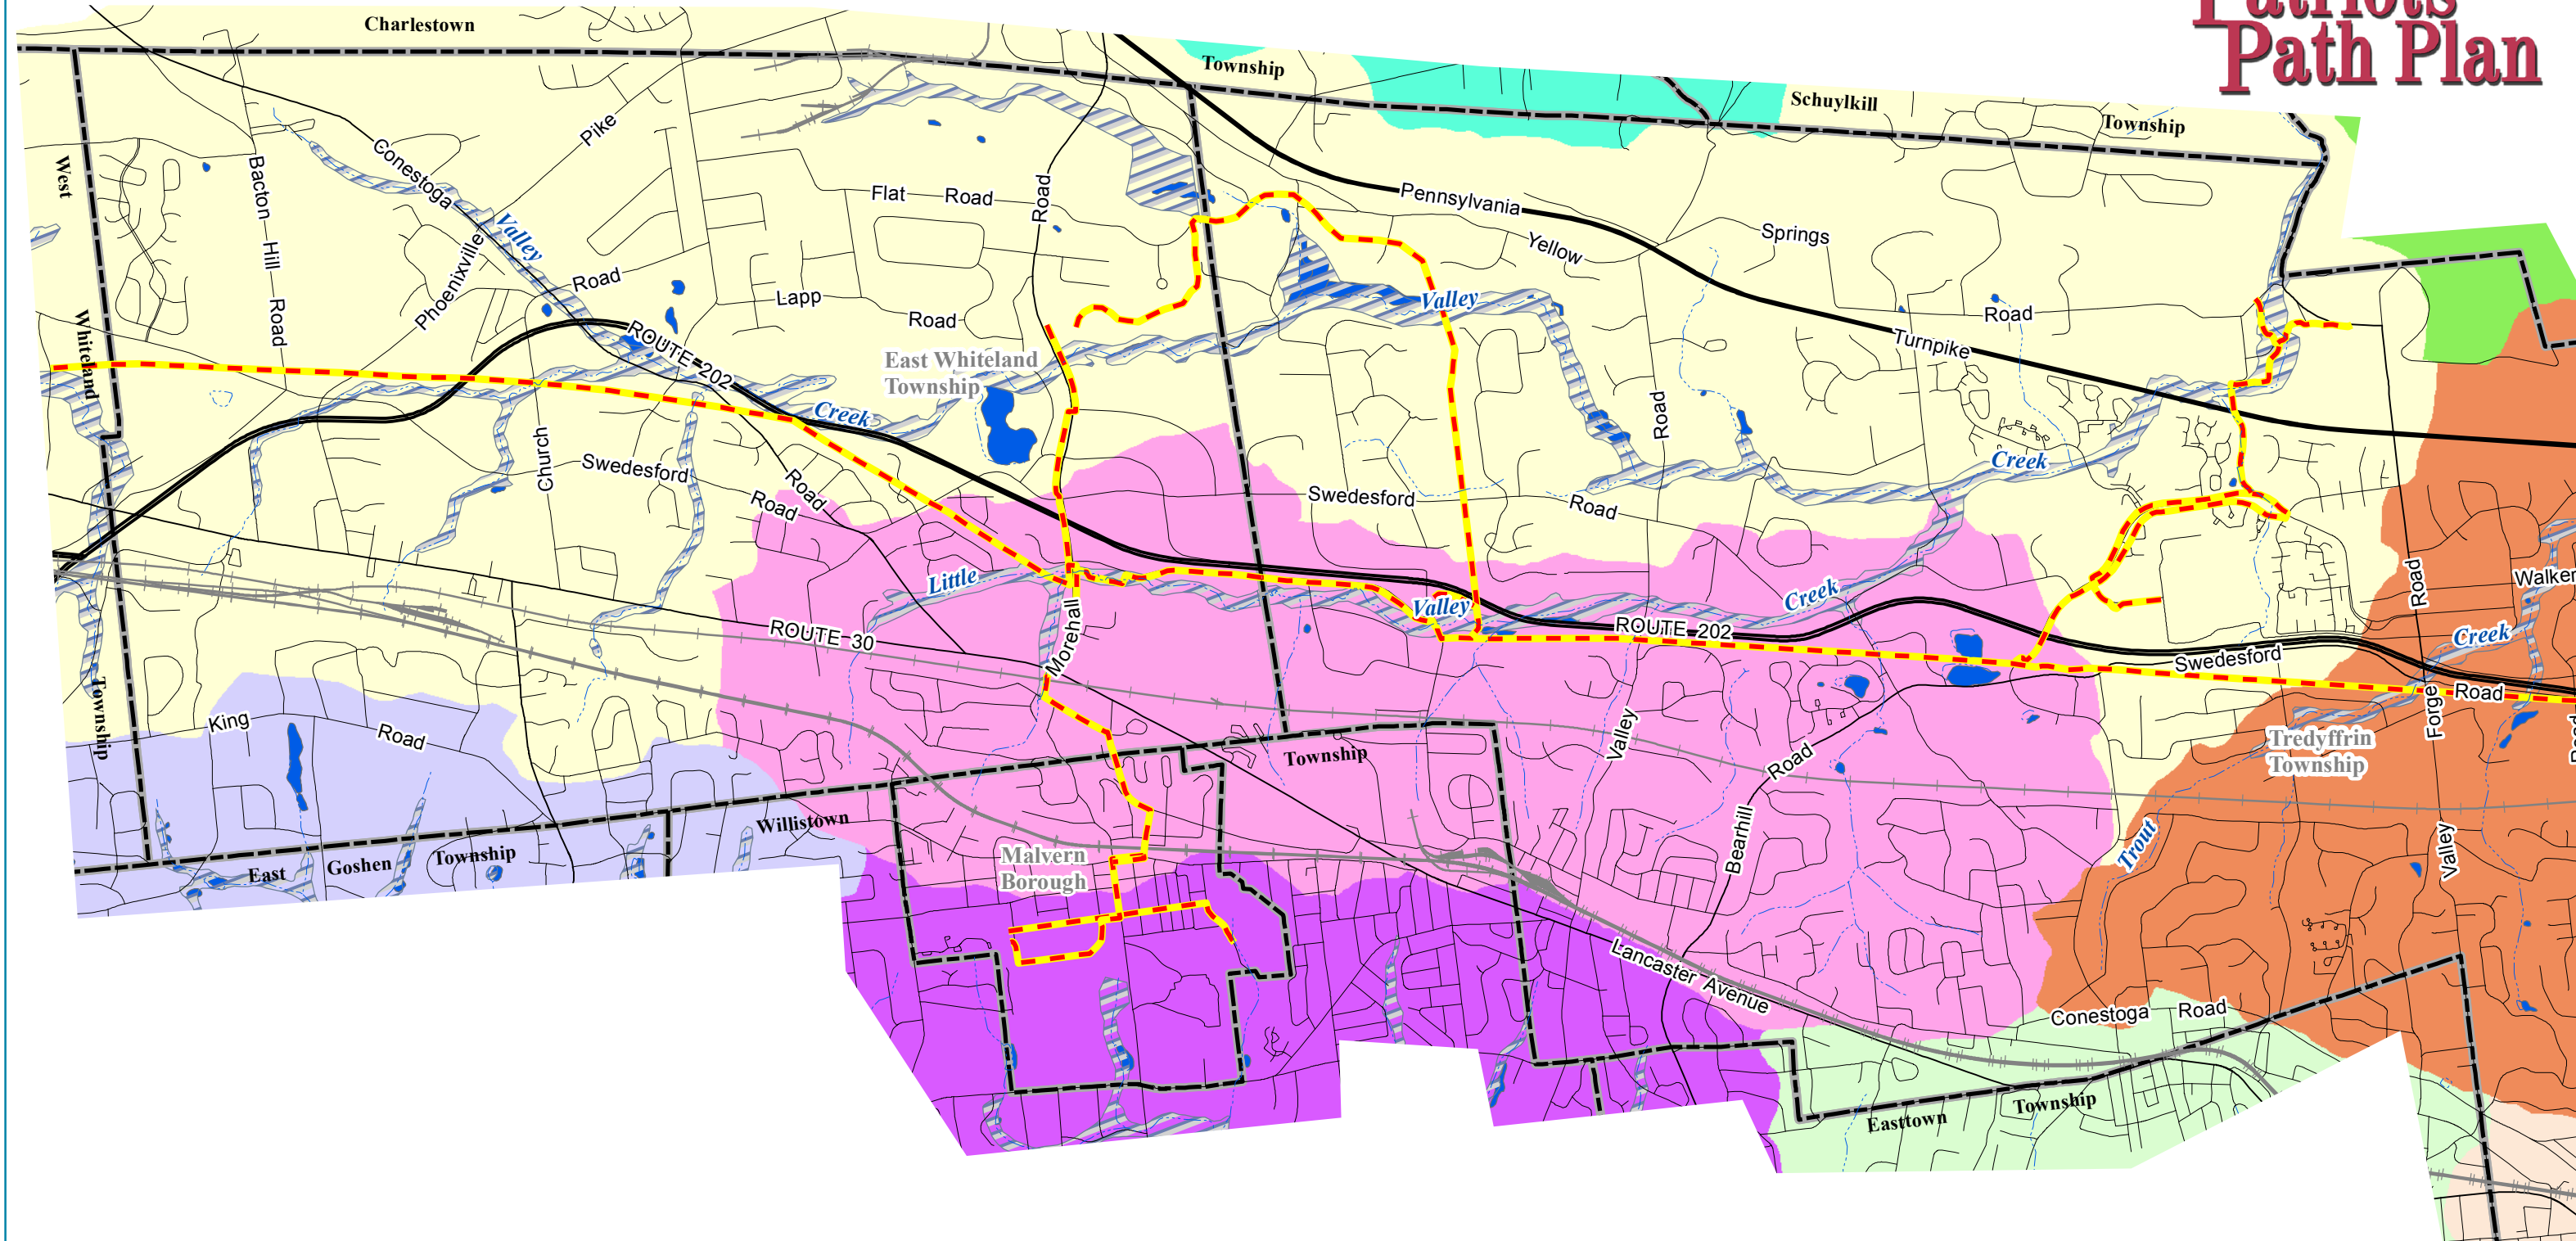 Patriots
Path Plan
Charlestown
Township
Schuylkill
Township
West
Whiteland
Township
Bacton Hill Road
Conestoga
Road
Pike
Phoenixville
Valley
Creek
Road
Flat Road
Road
Lapp
Road
Pennsylvania
Turnpike
Yellow
Springs
Road
Valley
Creek
ROUTE 202
East Whiteland
Township
Church
Swedesford
Road
Swedesford
Road
Road
Little
Valley
Creek
ROUTE 30
Morehall
ROUTE 202
Swedesford
Road
Walker
Road
Creek
Forge
Valley
Tredyffrin
Township
Trout
King
Road
East Goshen Township
Willistown
Township
Malvern
Borough
Valley
Bearhill
Road
Lancaster Avenue
Conestoga Road
Easttown
Township